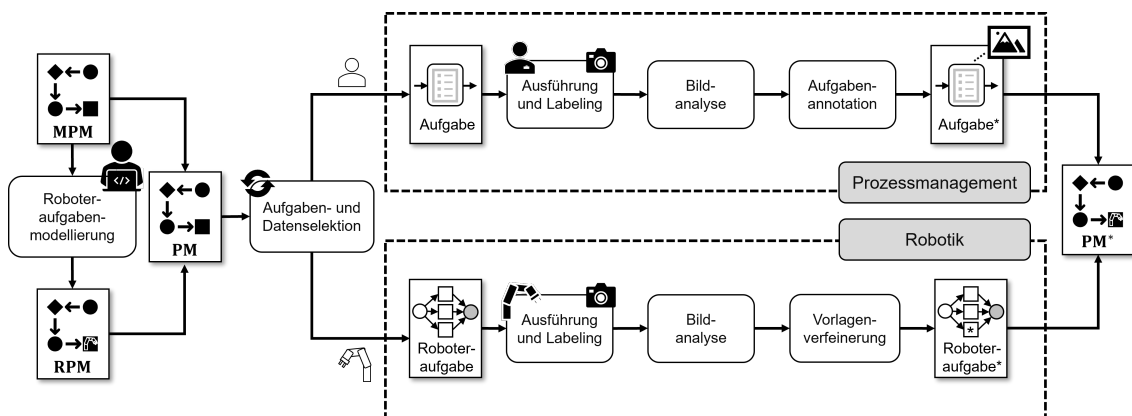 MPM
</>
Roboter-
aufgaben-
modellierung
RPM
PM
Aufgaben- und
Datenselektion
Aufgabe
Ausführung
und Labeling
Bild-
analyse
Aufgaben-
annotation
Aufgabe*
Prozessmanagement
Robotik
Roboter-
aufgabe
Ausführung
und Labeling
Bild-
analyse
Vorlagen-
verfeinerung
*
Roboter-
aufgabe*
PM*